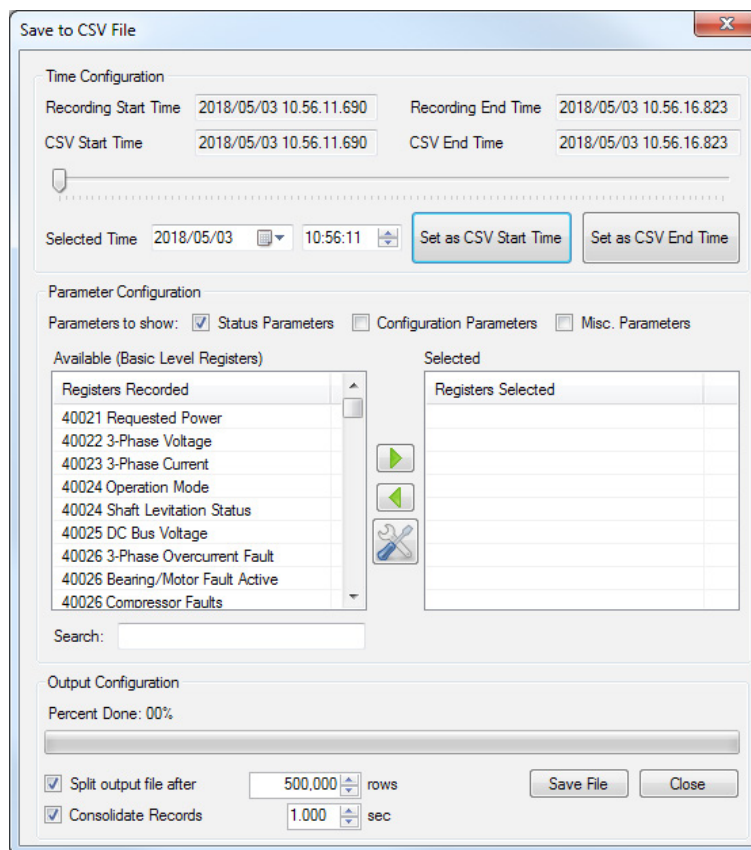 Save to CSV File
Time Configuration
Recording Start Time 2018/05/03 10.56.11.690 Recording End Time 2018/05/03 10.56.16.823
CSV Start Time 2018/05/03 10.56.11.690 CSV End Time 2018/05/03 10.56.16.823
Selected Time 2018/05/03 10:56:11 Set as CSV Start Time Set as CSV End Time
Parameter Configuration
Parameters to show: Status Parameters Configuration Parameters Misc. Parameters
Available (Basic Level Registers) Selected
Registers Recorded Registers Selected
40021 Requested Power
40022 3-Phase Voltage
40023 3-Phase Current
40024 Operation Mode
40024 Shaft Levitation Status
40025 DC Bus Voltage
40026 3-Phase Overcurrent Fault
40026 Bearing/Motor Fault Active
40026 Compressor Faults
Search:
Output Configuration
Percent Done: 00%
Split output file after 500,000 rows Save File Close
Consolidate Records 1.000 sec